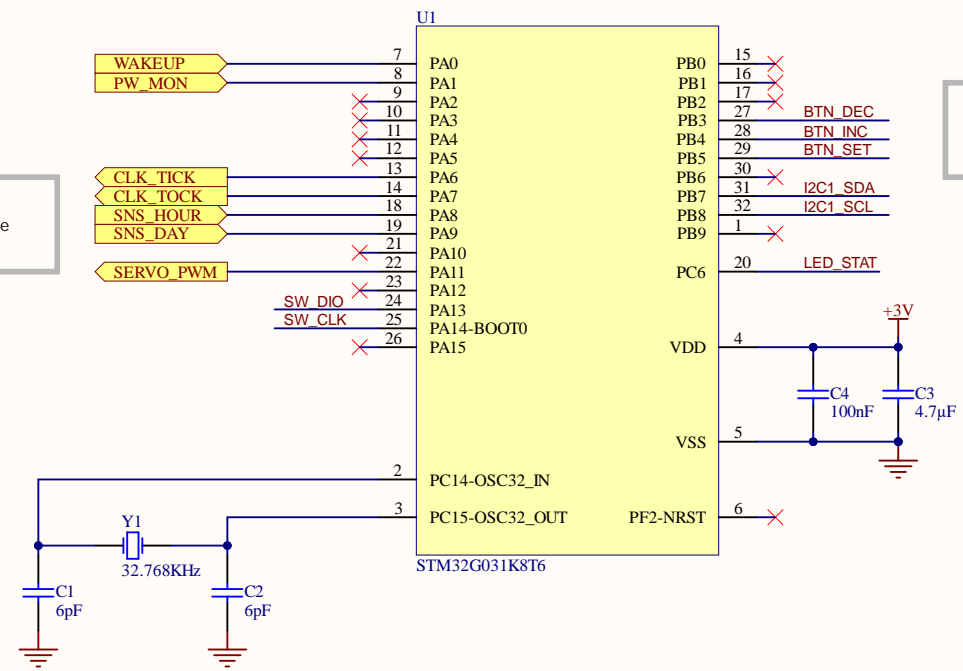 U1
WAKEUP 7 PA0
PW_MON 8 PA1
9 PA2
10 PA3
11 PA4
12 PA5
CLK_TICK 13 PA6
CLK_TOCK 14 PA7
SNS_HOUR 18 PA8
SNS_DAY 19 PA9
21 PA10
SERVO_PWM 22 PA11
23 PA12
SW_DIO 24 PA13
SW_CLK 25 PA14-BOOT0
26 PA15
2 PC14-OSC32_IN
3 PC15-OSC32_OUT
PB0 15
PB1 16
PB2 17
PB3 27 BTN_DEC
PB4 28 BTN_INC
PB5 29 BTN_SET
PB6 30
PB7 31 I2C1_SDA
PB8 32 I2C1_SCL
PB9 1
PC6 20 LED_STAT
VDD 4
VSS 5
PF2-NRST 6
STM32G031K8T6
+3V
C4
100nF
C3
4.7µF
Y1
32.768KHz
C1
6pF
C2
6pF
e